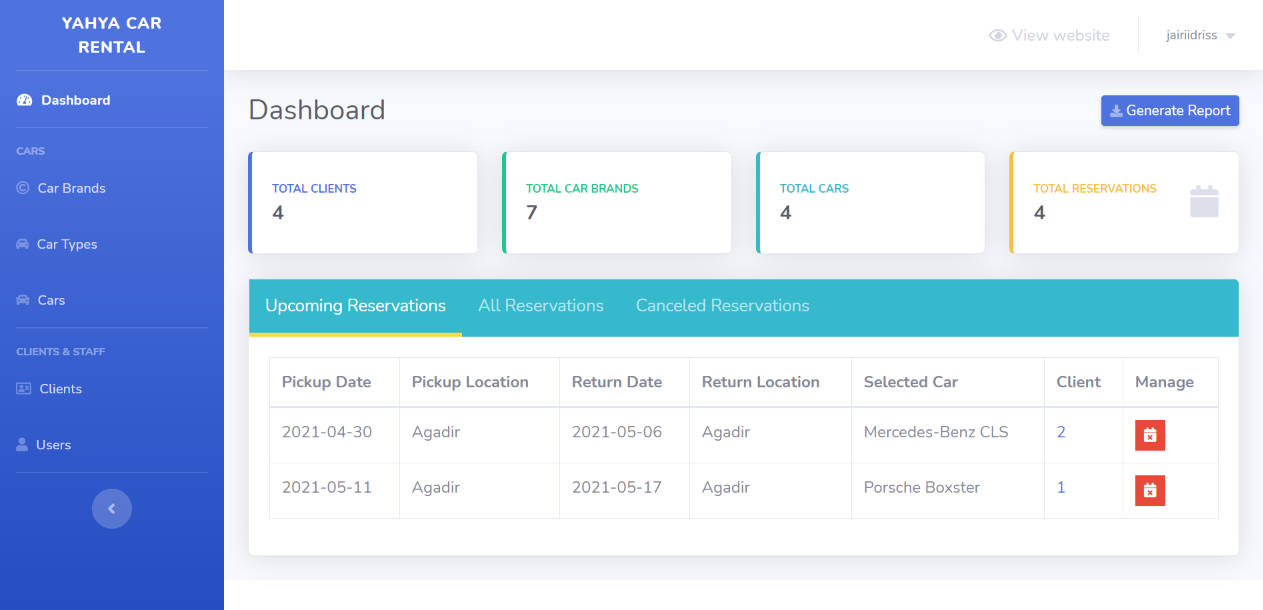 YAHYA CAR
RENTAL
Dashboard
CARS
Car Brands
Car Types
Cars
CLIENTS & STAFF
Clients
Users
View website
jairiidriss
Dashboard
Generate Report
TOTAL CLIENTS
4
TOTAL CAR BRANDS
7
TOTAL CARS
4
TOTAL RESERVATIONS
4
Upcoming Reservations All Reservations Canceled Reservations
Pickup Date Pickup Location Return Date Return Location Selected Car Client Manage
2021-04-30 Agadir 2021-05-06 Agadir Mercedes-Benz CLS 2
2021-05-11 Agadir 2021-05-17 Agadir Porsche Boxster 1